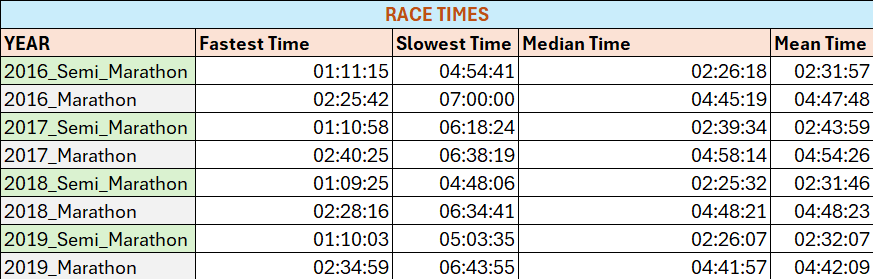 RACE TIMES
YEAR Fastest Time Slowest Time Median Time Mean Time
2016_Semi_Marathon 01:11:15 04:54:41 02:26:18 02:31:57
2016_Marathon 02:25:42 07:00:00 04:45:19 04:47:48
2017_Semi_Marathon 01:10:58 06:18:24 02:39:34 02:43:59
2017_Marathon 02:40:25 06:38:19 04:58:14 04:54:26
2018_Semi_Marathon 01:09:25 04:48:06 02:25:32 02:31:46
2018_Marathon 02:28:16 06:34:41 04:48:21 04:48:23
2019_Semi_Marathon 01:10:03 05:03:35 02:26:07 02:32:07
2019_Marathon 02:34:59 06:43:55 04:41:57 04:42:09